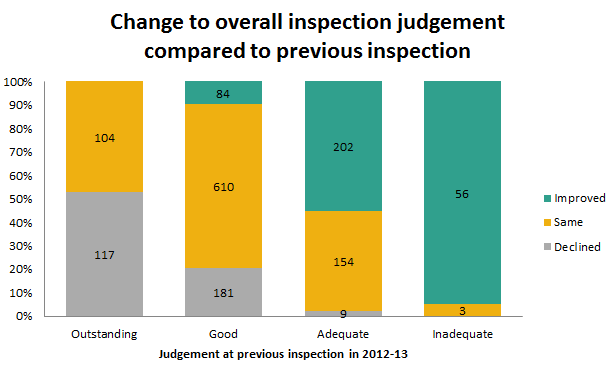 Change to overall inspection judgement
compared to previous inspection
100%
90%
80%
70%
60%
50%
40%
30%
20%
10%
0%
104
117
84
610
181
202
154
9
56
3
Improved
Same
Declined
Outstanding
Good
Adequate
Inadequate
Judgement at previous inspection in 2012-13